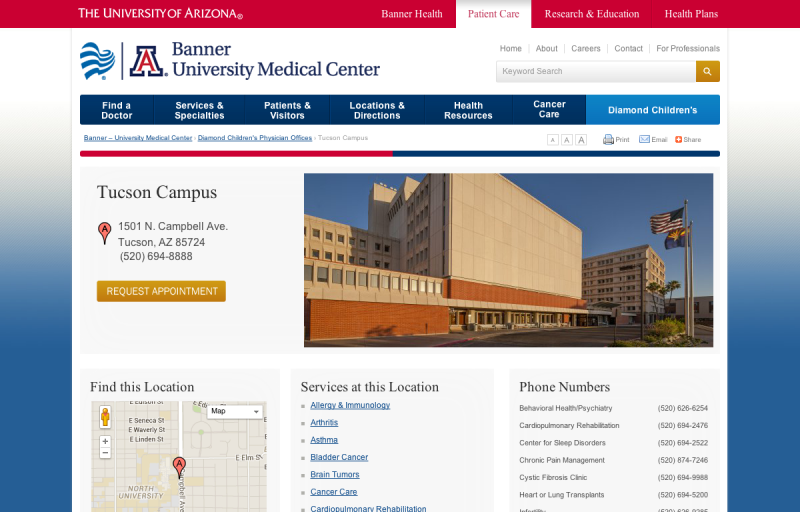 THE UNIVERSITY OF ARIZONA®
Banner Health
Patient Care
Research & Education
Health Plans
Banner
University Medical Center
Home
About
Careers
Contact
For Professionals
Keyword Search
Find a
Doctor
Services &
Specialties
Patients &
Visitors
Locations &
Directions
Health
Resources
Cancer
Care
Diamond Children's
Banner – University Medical Center › Diamond Children's Physician Offices › Tucson Campus
A A A
Print
Email
Share
Tucson Campus
A
1501 N. Campbell Ave.
Tucson, AZ 85724
(520) 694-8888
REQUEST APPOINTMENT
Find this Location
E Edison St
E Seneca St
E Waverly St
E Linden St
E Elm St
Map
A
NORTH
UNIVERSITY
Campbell Ave
Services at this Location
Allergy & Immunology
Arthritis
Asthma
Bladder Cancer
Brain Tumors
Cancer Care
Cardiopulmonary Rehabilitation
Phone Numbers
Behavioral Health/Psychiatry (520) 626-6254
Cardiopulmonary Rehabilitation (520) 694-2476
Center for Sleep Disorders (520) 694-2522
Chronic Pain Management (520) 874-7246
Cystic Fibrosis Clinic (520) 694-9988
Heart or Lung Transplants (520) 694-5200
Infertility (520) 626-9285